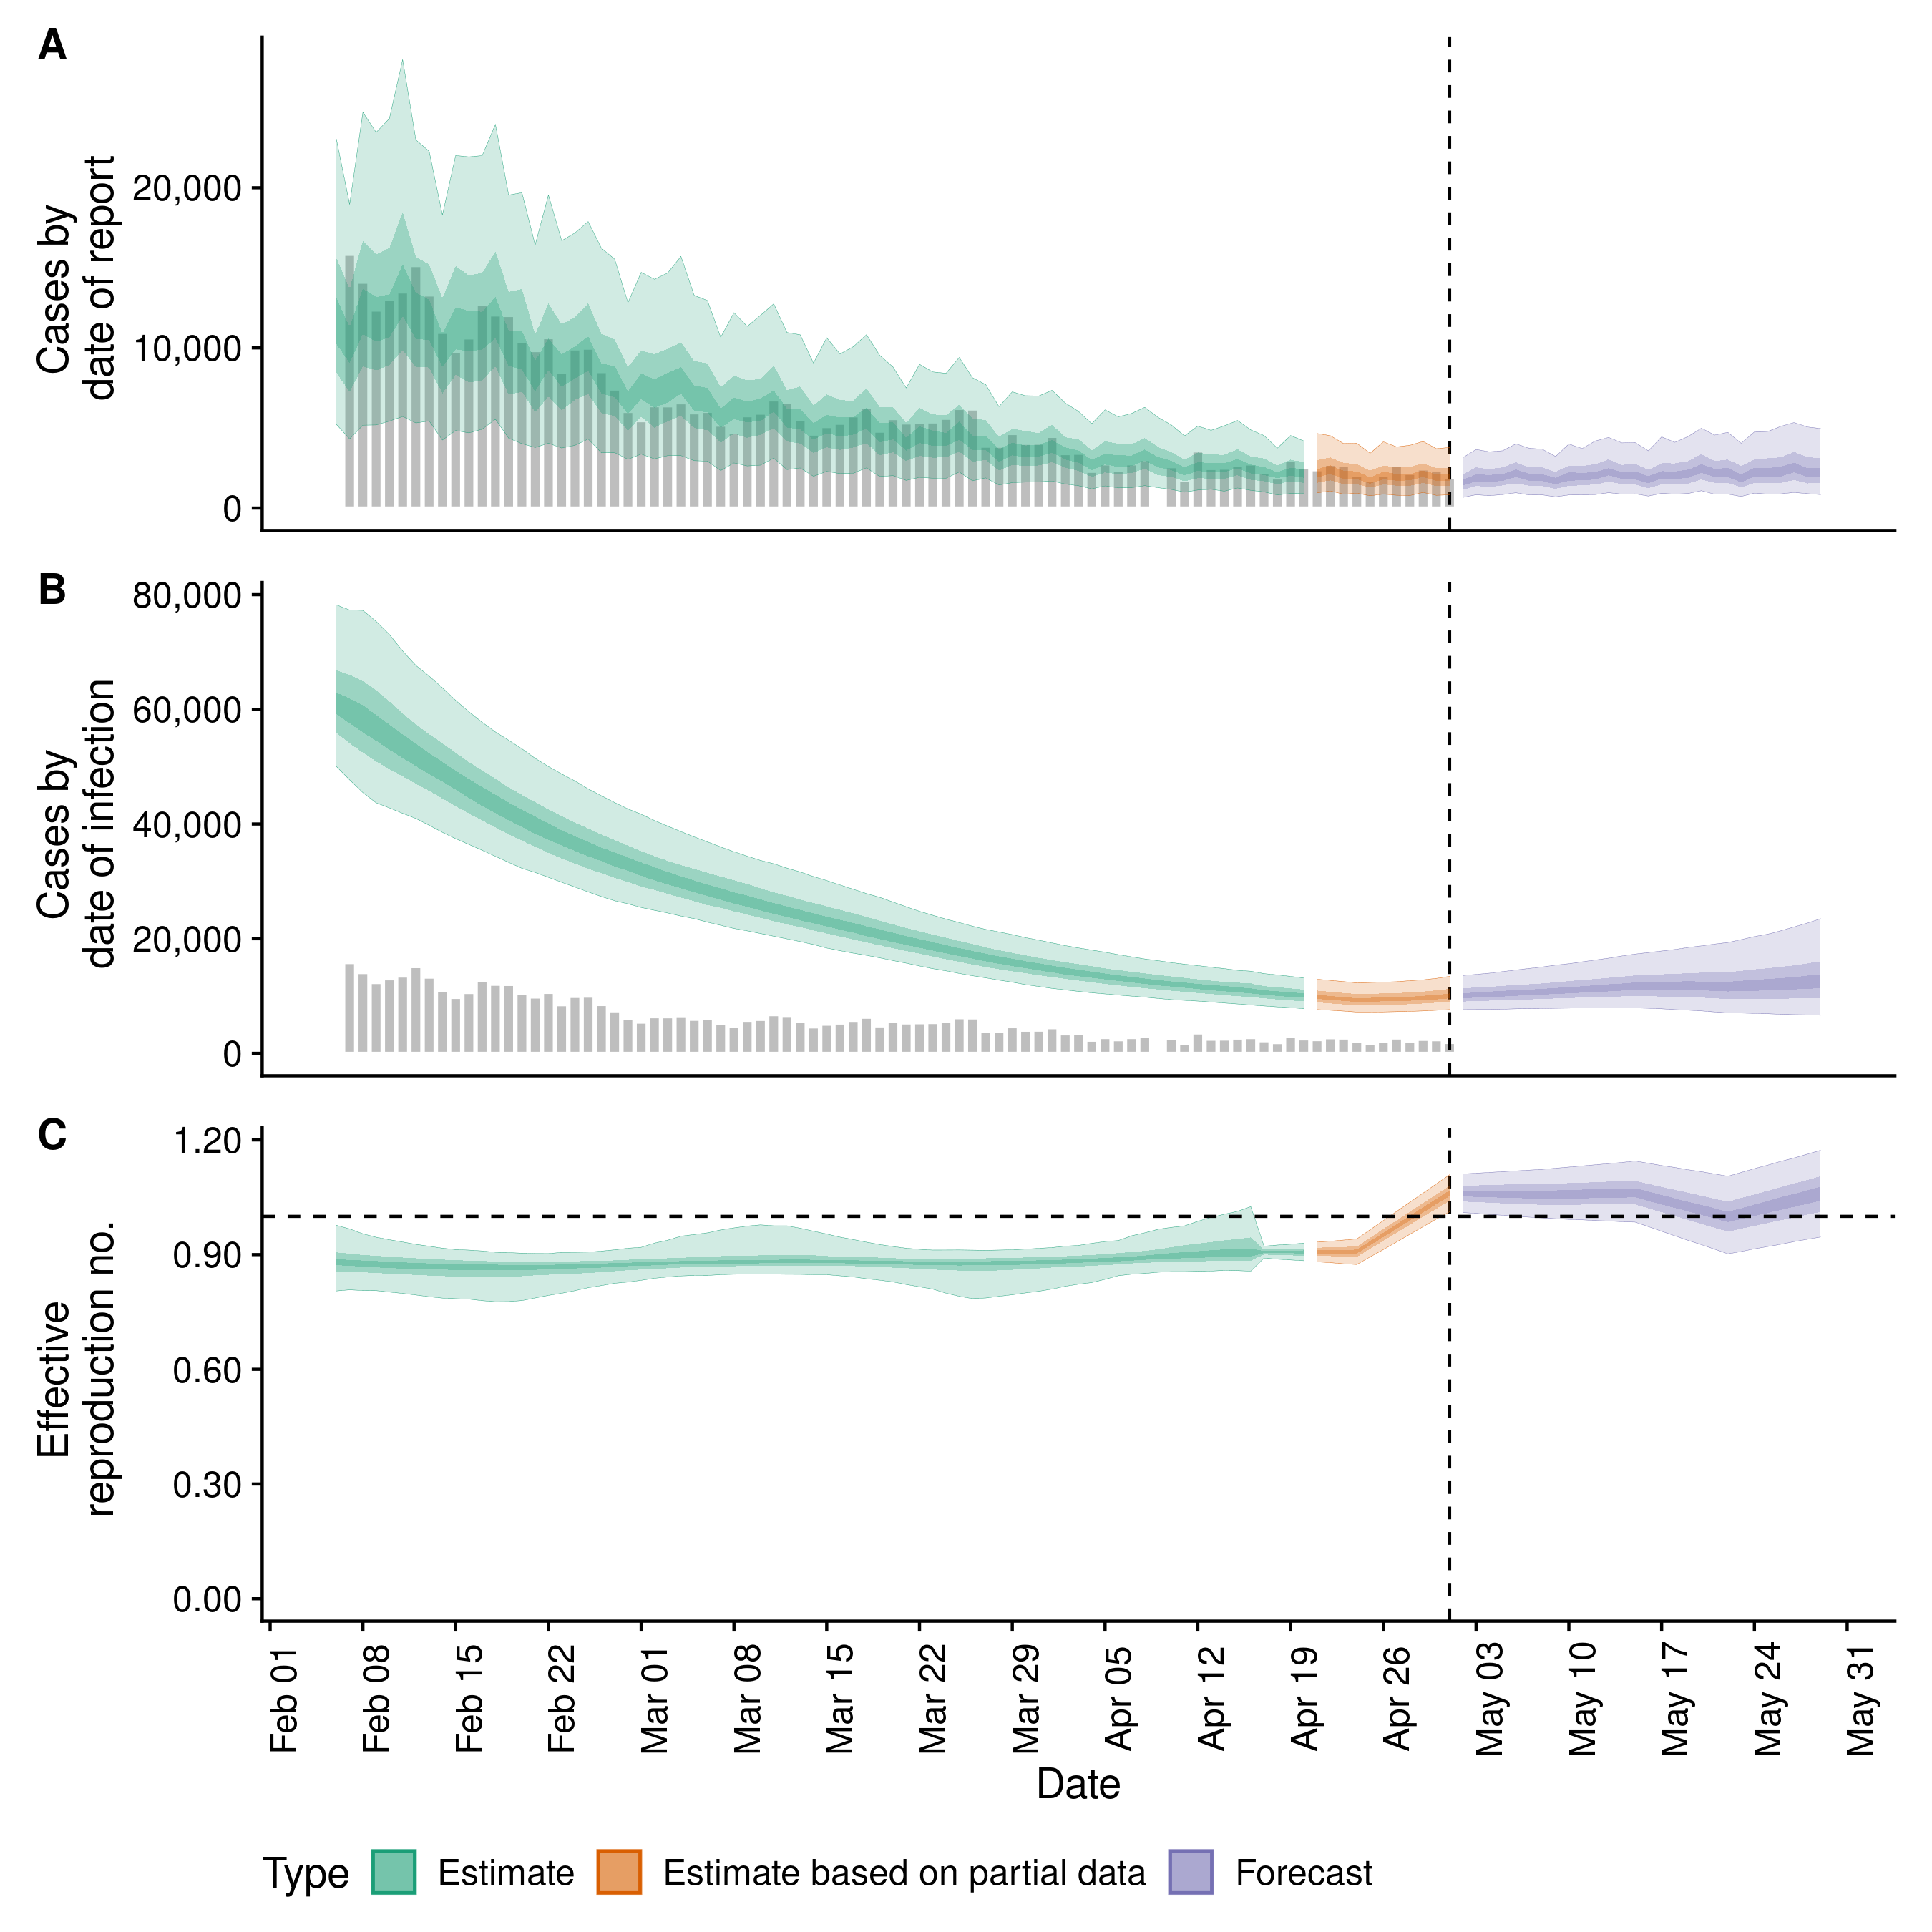 A
Cases by
date of report
20,000
10,000
0
B
Cases by
date of infection
80,000
60,000
40,000
20,000
0
C
Effective
reproduction no.
1.20
0.90
0.60
0.30
0.00
Feb 01
Feb 08
Feb 15
Feb 22
Mar 01
Mar 08
Mar 15
Mar 22
Mar 29
Apr 05
Apr 12
Apr 19
Apr 26
May 03
May 10
May 17
May 24
May 31
Date
Type Estimate Estimate based on partial data Forecast